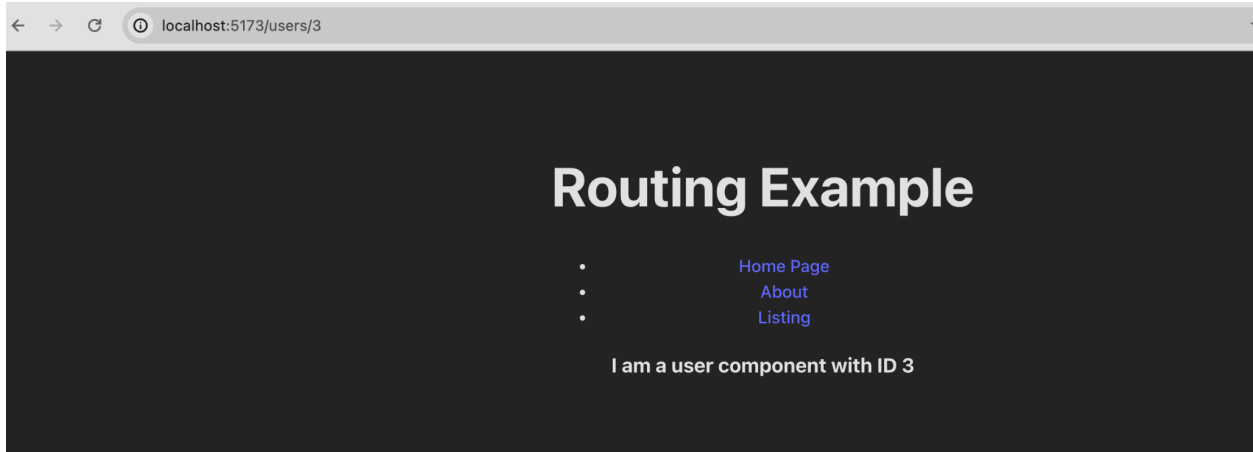 localhost:5173/users/3
Routing Example
Home Page
About
Listing
I am a user component with ID 3